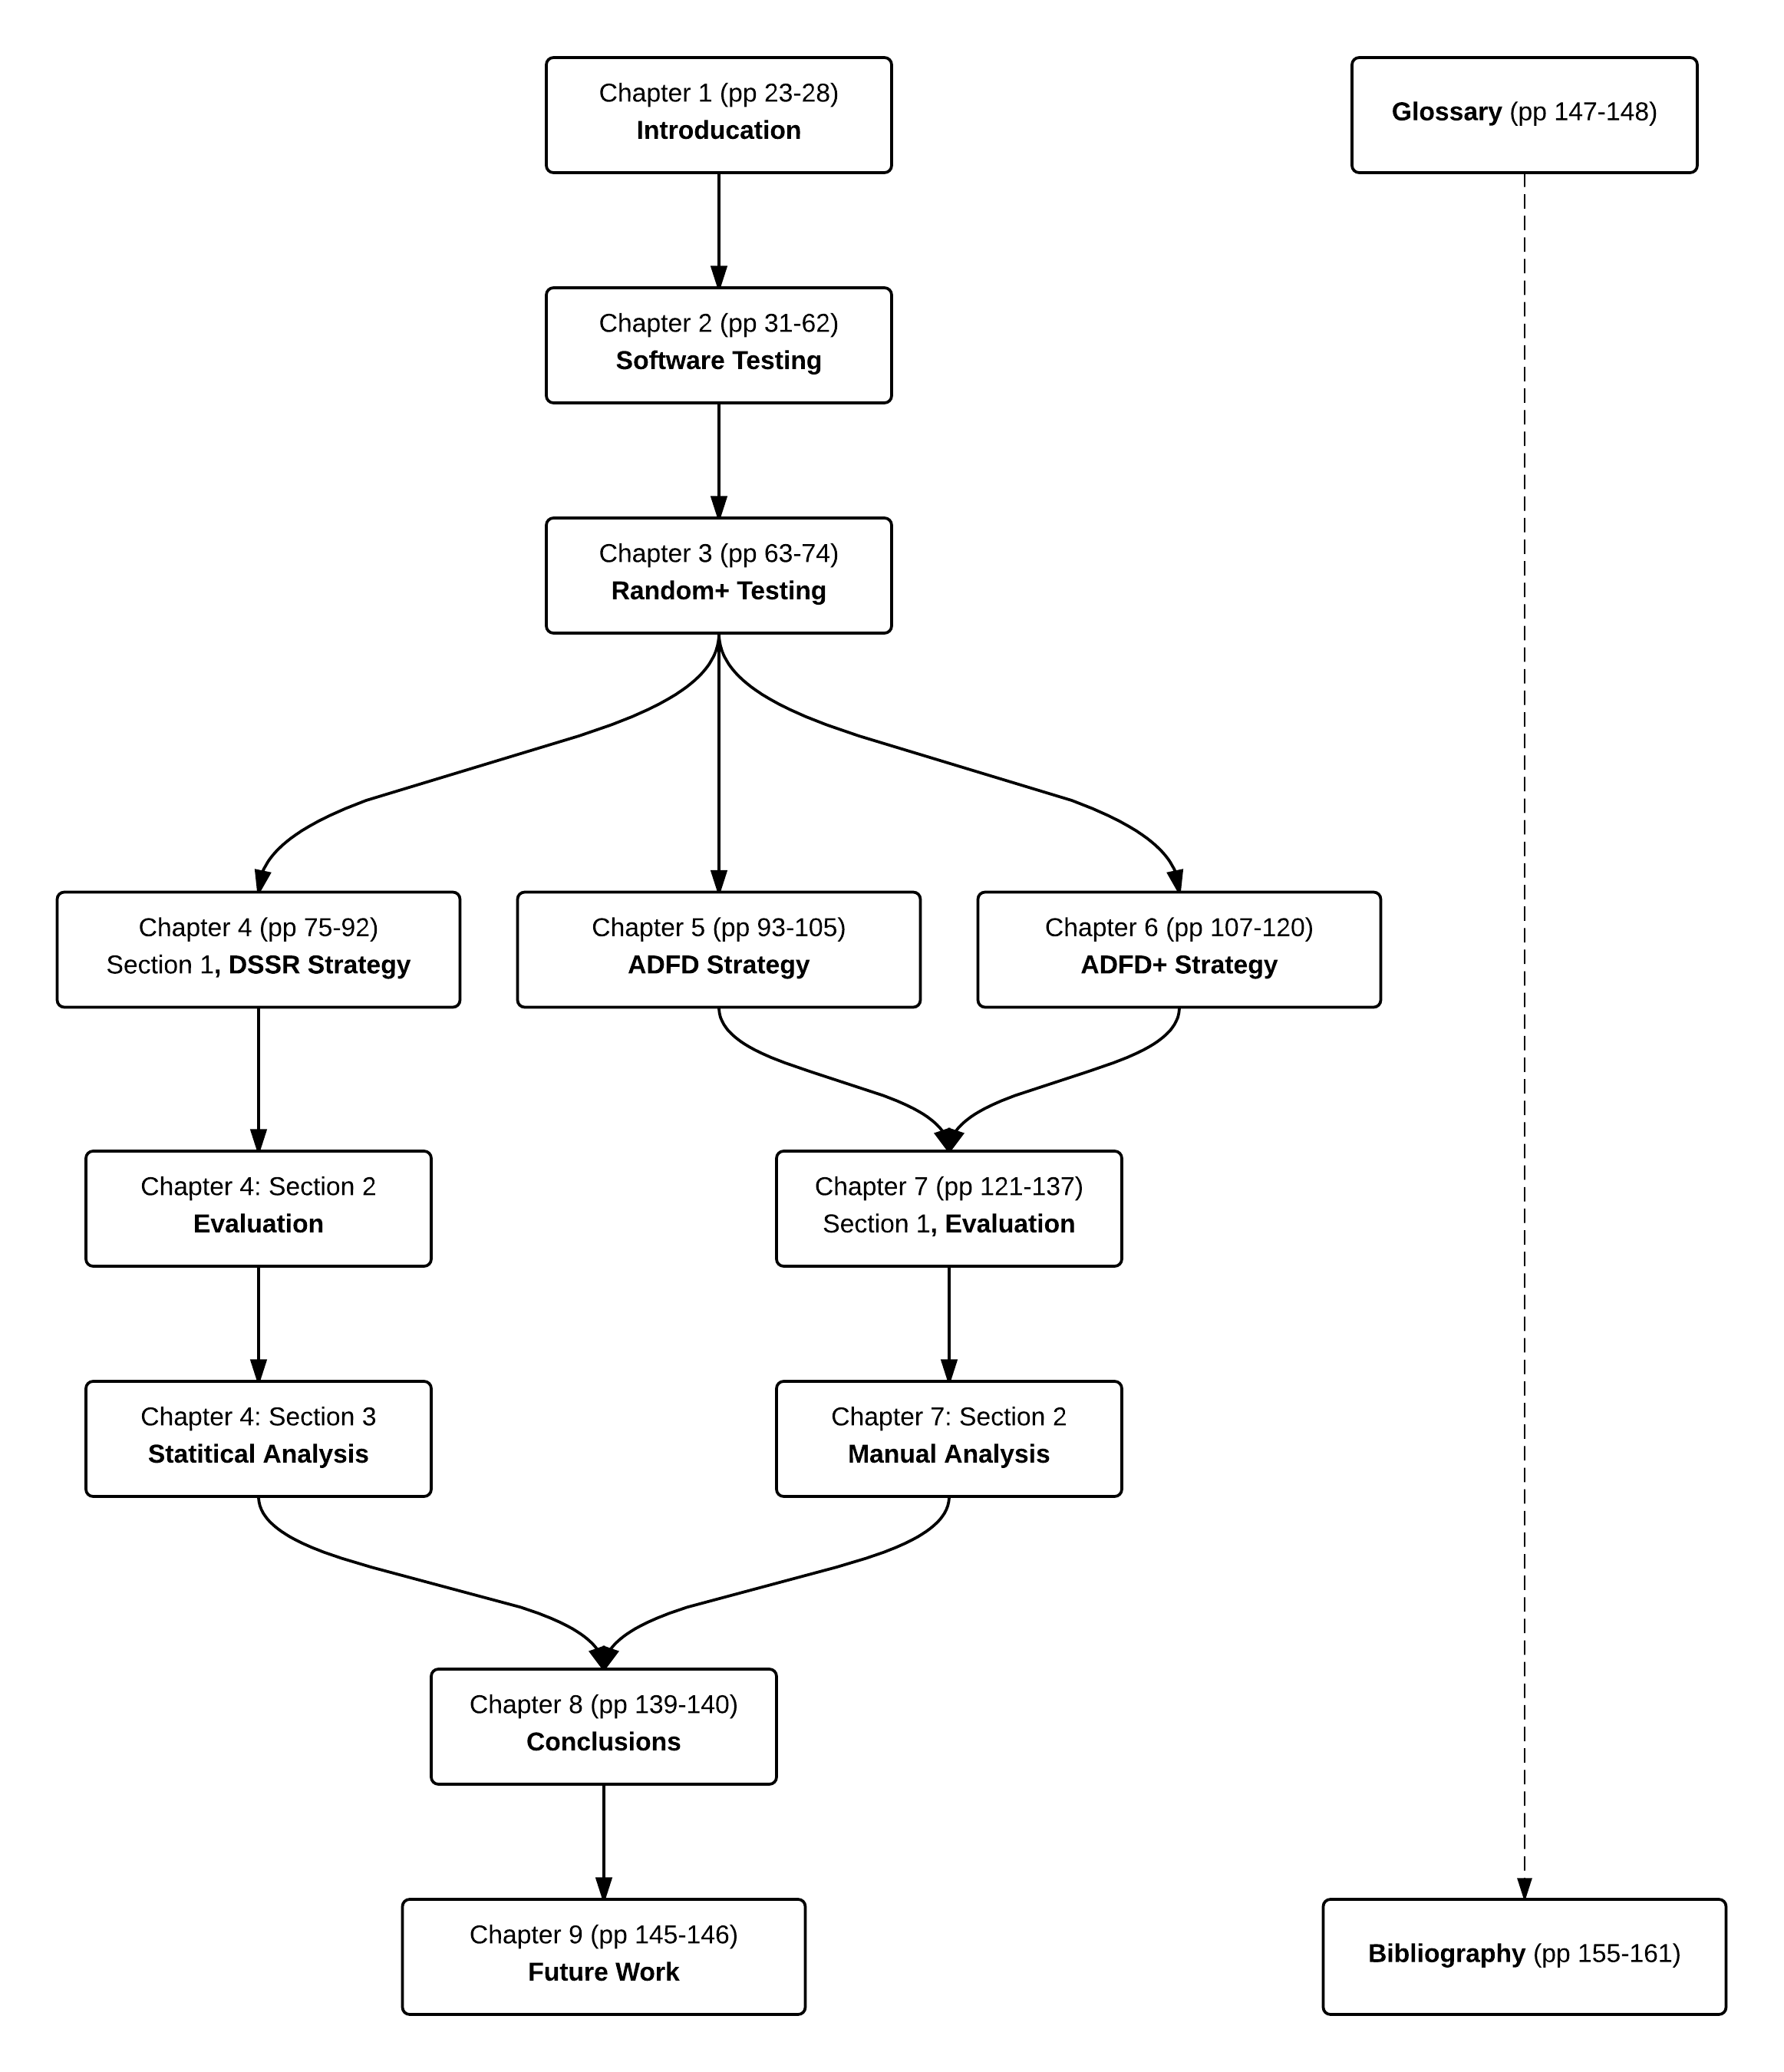 Chapter 1 (pp 23-28)
Introducation
Glossary (pp 147-148)
Chapter 2 (pp 31-62)
Software Testing
Chapter 3 (pp 63-74)
Random+ Testing
Chapter 4 (pp 75-92)
Section 1, DSSR Strategy
Chapter 5 (pp 93-105)
ADFD Strategy
Chapter 6 (pp 107-120)
ADFD+ Strategy
Chapter 4: Section 2
Evaluation
Chapter 7 (pp 121-137)
Section 1, Evaluation
Chapter 4: Section 3
Statitical Analysis
Chapter 7: Section 2
Manual Analysis
Chapter 8 (pp 139-140)
Conclusions
Chapter 9 (pp 145-146)
Future Work
Bibliography (pp 155-161)